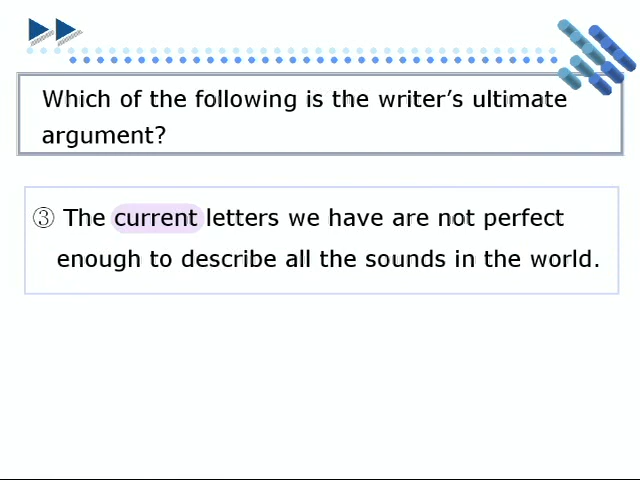 Which of the following is the writer's ultimate
argument?
③ The current letters we have are not perfect
enough to describe all the sounds in the world.